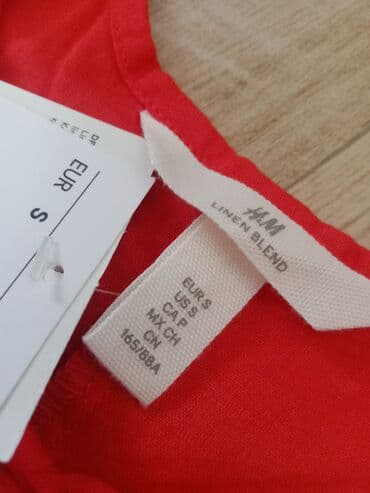 H&M
LINEN BLEND
EUR S
US S
CA P
MX CH
CN
165/88A
EUR
S